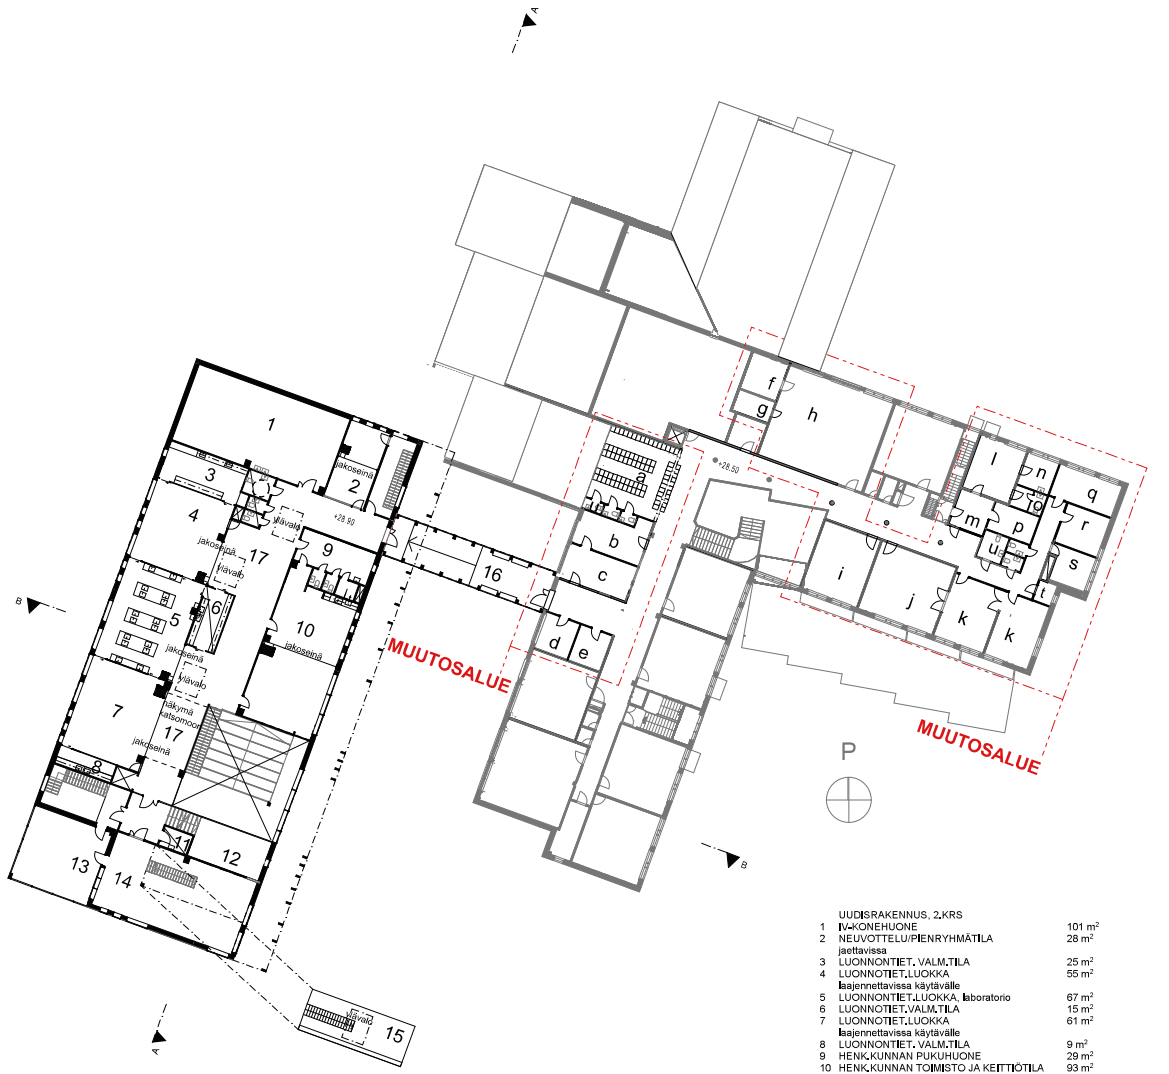 A
f
g
h
+28.50
l
n
o
q
m
p
r
u
s
t
a
b
c
d
e
i
j
k
k
MUUTOSALUE
MUUTOSALUE
P
1
jakoseinä
2
3
ylävalo
+28.90
4
17
jakoseinä
ylävalo
9
16
B
6
5
10
jakoseinä
jakoseinä
ylävalo
7
näkymä
katsomoon
17
jakoseinä
8
11
12
13
14
B
A
ylävalo
15
UUDISRAKENNUS, 2.KRS
1 IV-KONEHUONE 101 m²
2 NEUVOTTELU/PIENRYHMÄTILA 28 m²
jaettavissa
3 LUONNONTIET. VALM.TILA 25 m²
4 LUONNOTIET.LUOKKA 55 m²
laajennettavissa käytävälle
5 LUONNONTIET.LUOKKA, laboratorio 67 m²
6 LUONNOTIET.VALM.TILA 15 m²
7 LUONNOTIET.LUOKKA 61 m²
laajennettavissa käytävälle
8 LUONNONTIET. VALM.TILA 9 m²
9 HENK.KUNNAN PUKUHUONE 29 m²
10 HENK.KUNNAN TOIMISTO JA KEITTIÖTILA 93 m²